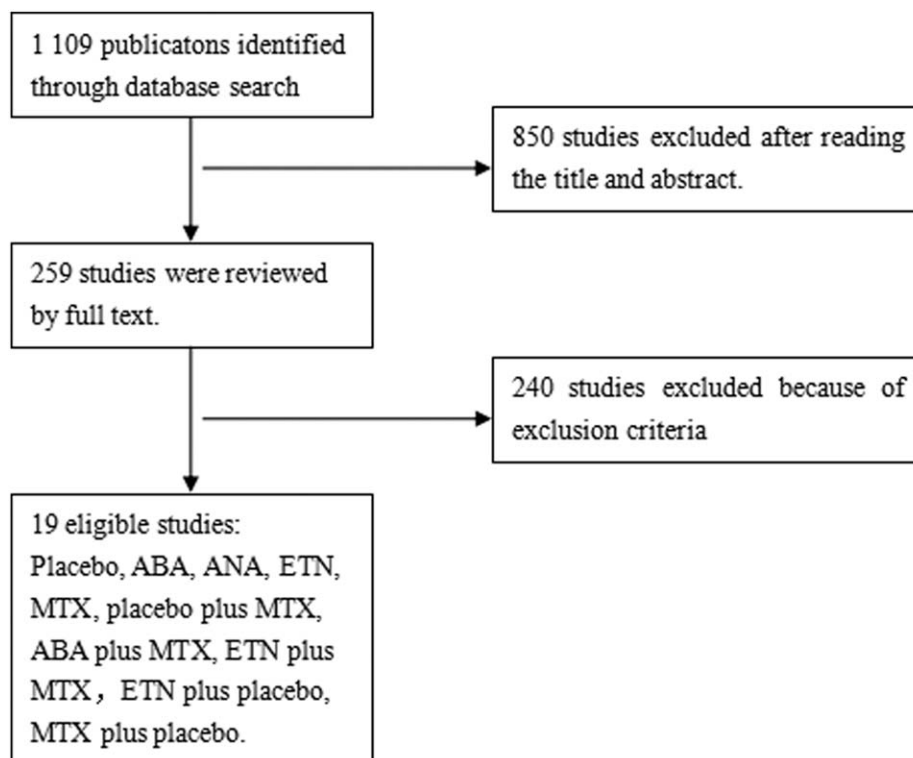 1 109 publicatons identified
through database search
850 studies excluded after reading
the title and abstract.
259 studies were reviewed
by full text.
240 studies excluded because of
exclusion criteria
19 eligible studies:
Placebo, ABA, ANA, ETN,
MTX, placebo plus MTX,
ABA plus MTX, ETN plus
MTX，ETN plus placebo,
MTX plus placebo.